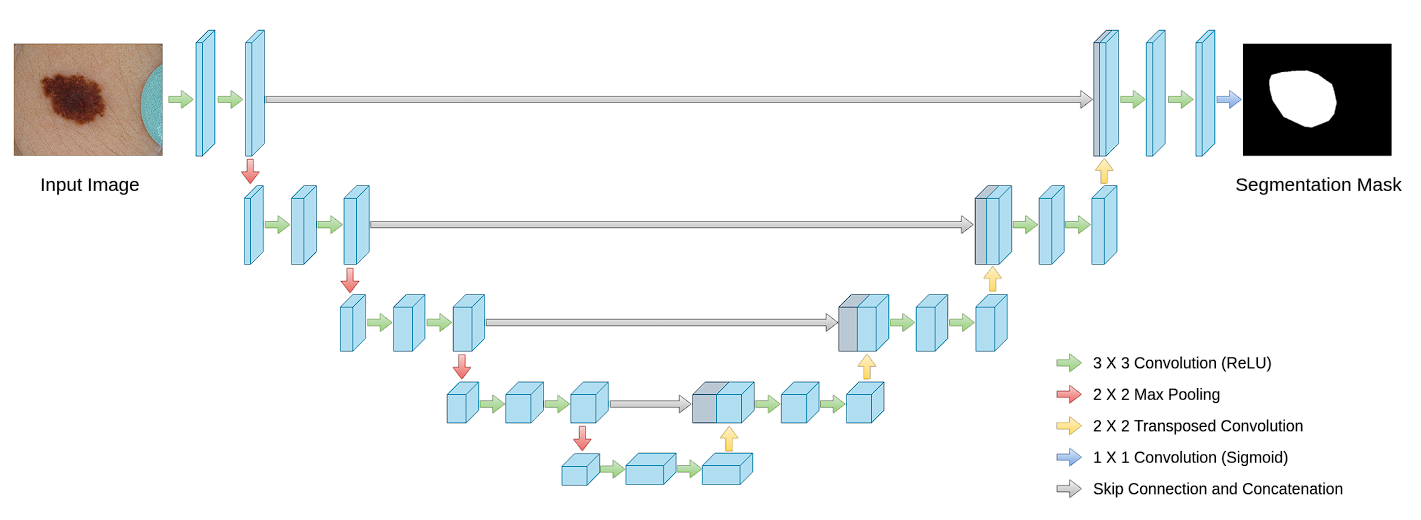 Input Image
Segmentation Mask
3 X 3 Convolution (ReLU)
2 X 2 Max Pooling
2 X 2 Transposed Convolution
1 X 1 Convolution (Sigmoid)
Skip Connection and Concatenation